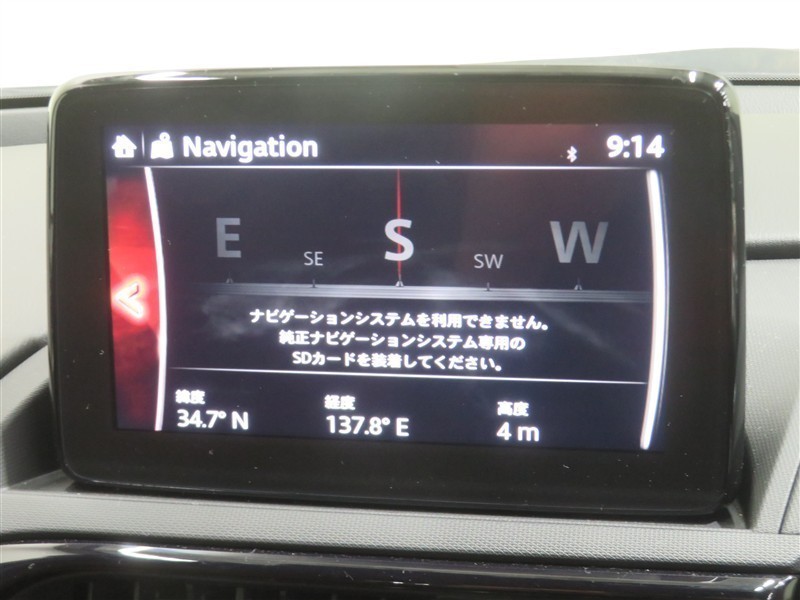 Navigation 9:14
E SE S SW W
ナビゲーションシステムを利用できません。
純正ナビゲーションシステム専用の
SDカードを装着してください。
緯度 経度 高度
34.7° N 137.8° E 4 m